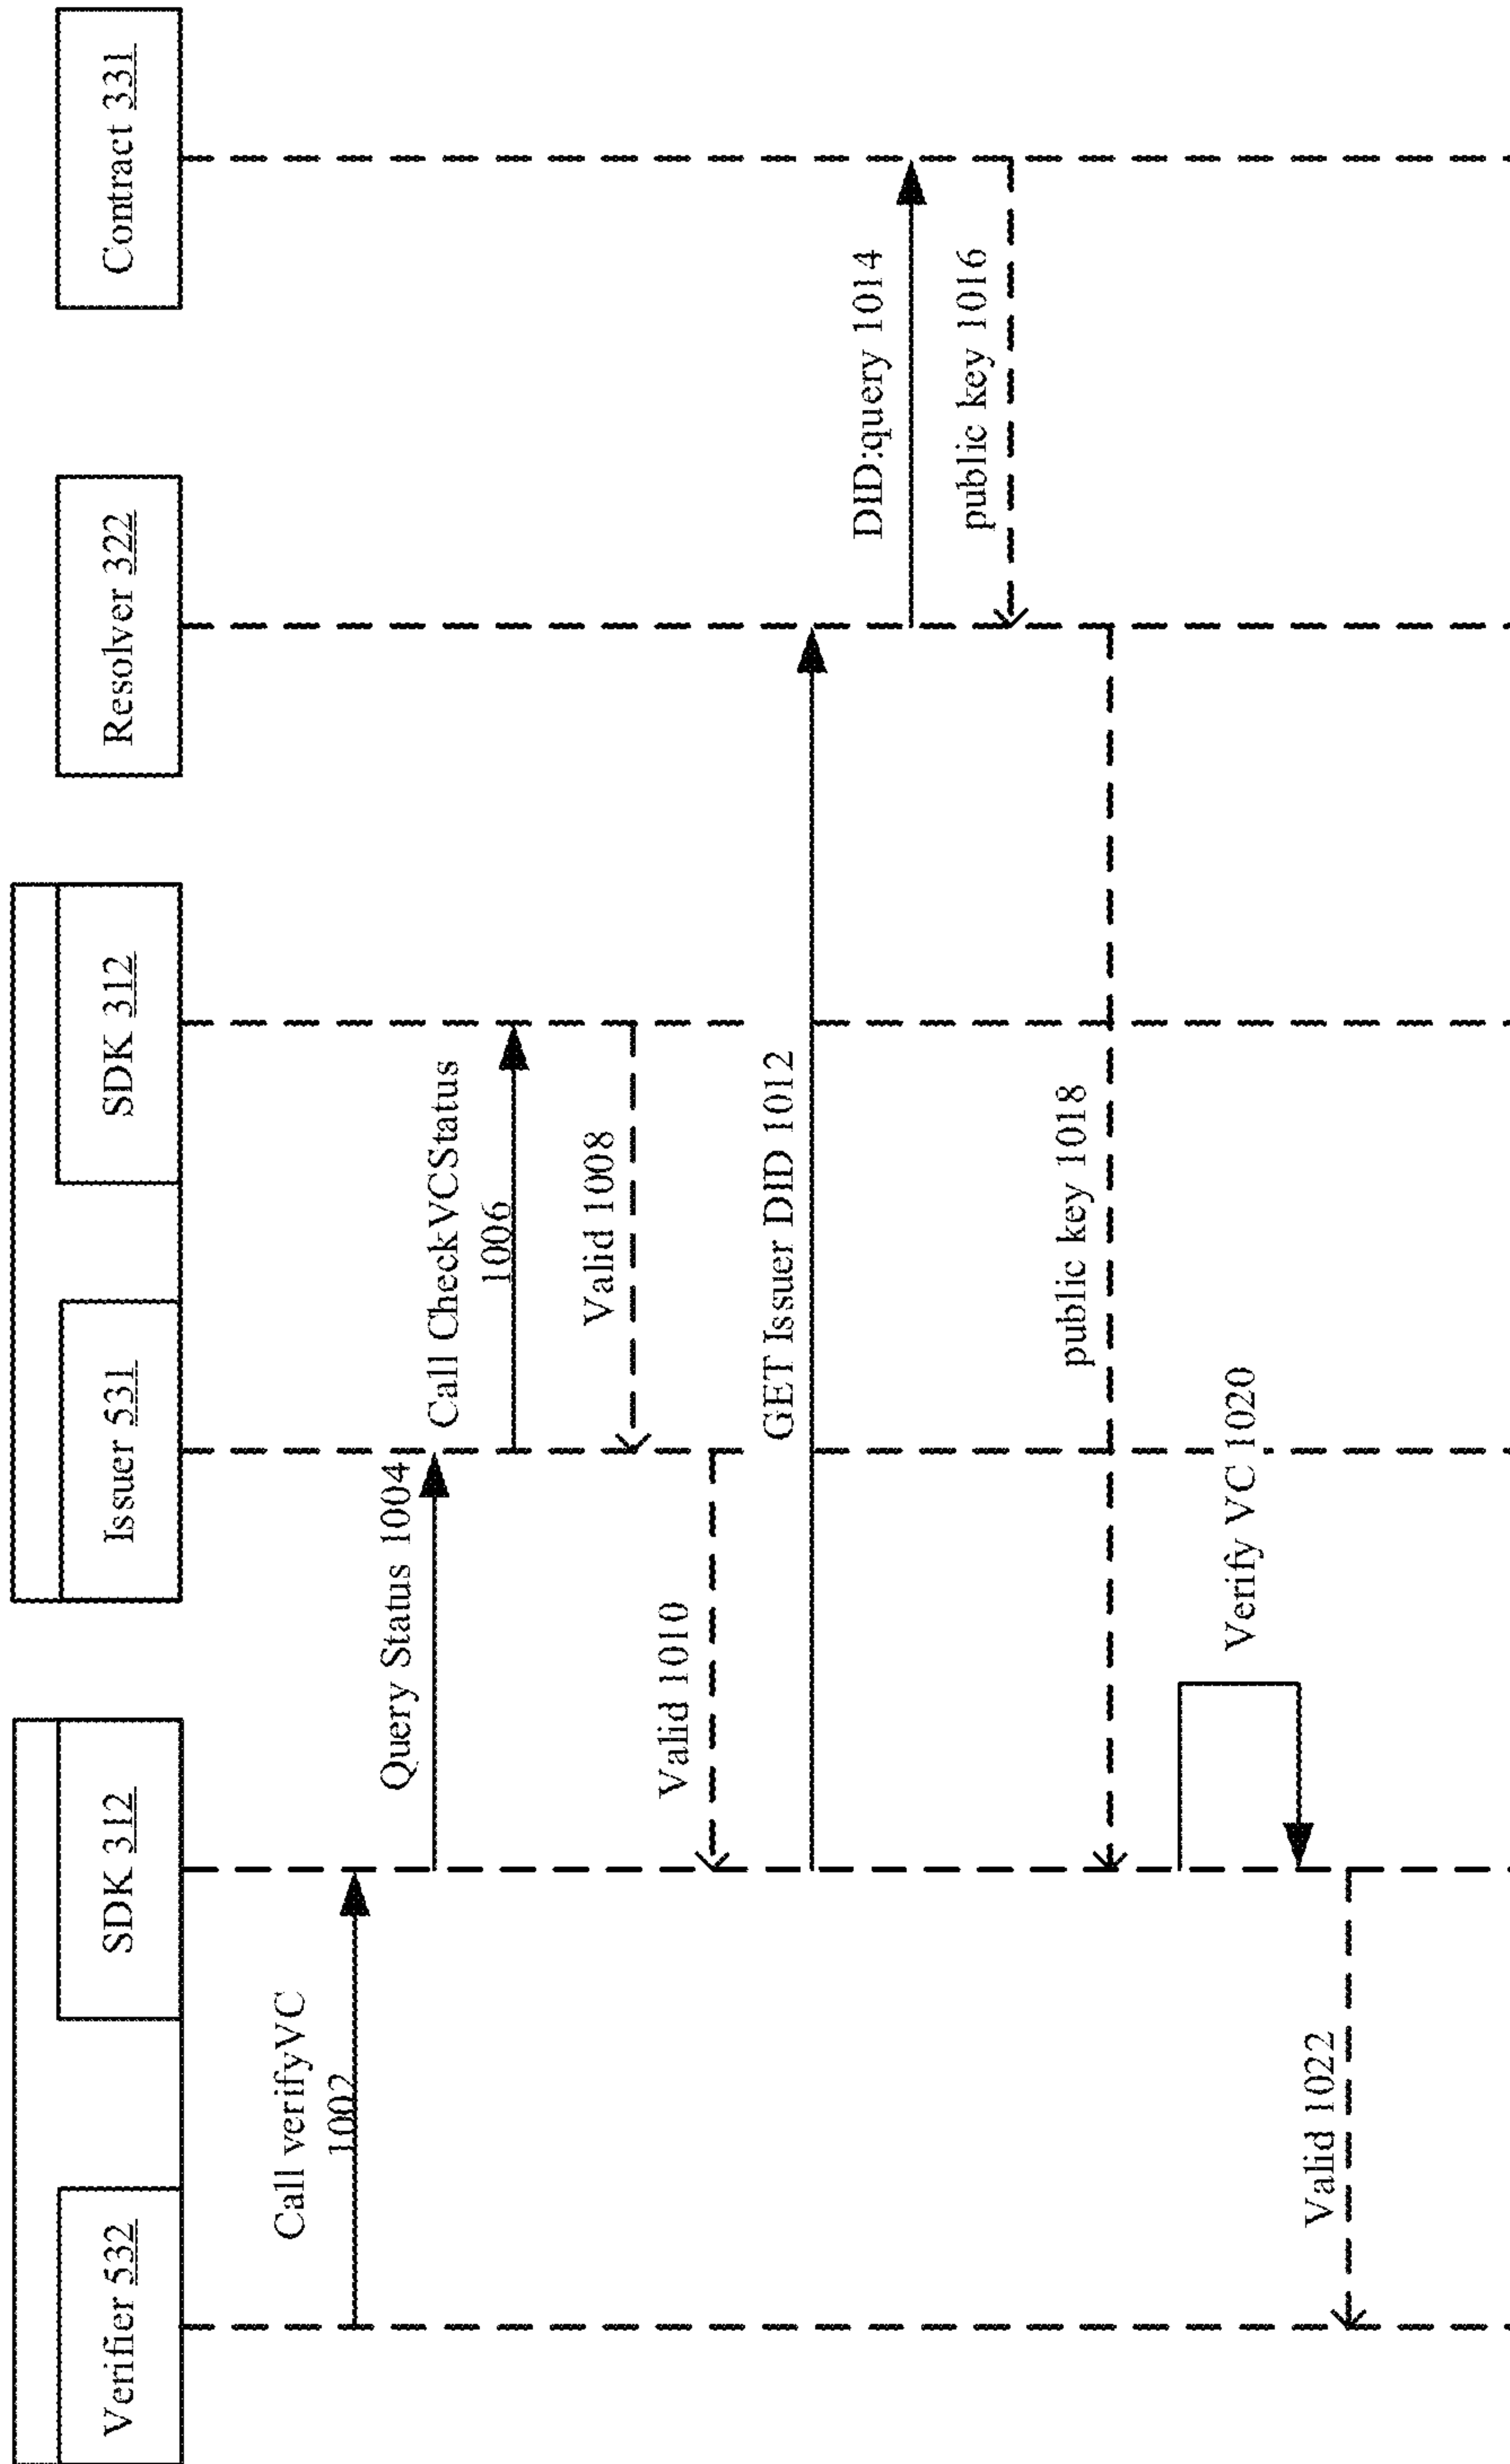 Verifier 532
SDK 312
Issuer 531
SDK 312
Resolver 322
Contract 331
Call verifyVC
1002
Query Status 1004
Call CheckVCStatus
1006
Valid 1008
Valid 1010
GET Issuer DID 1012
DID:query 1014
public key 1016
public key 1018
Verify VC 1020
Valid 1022